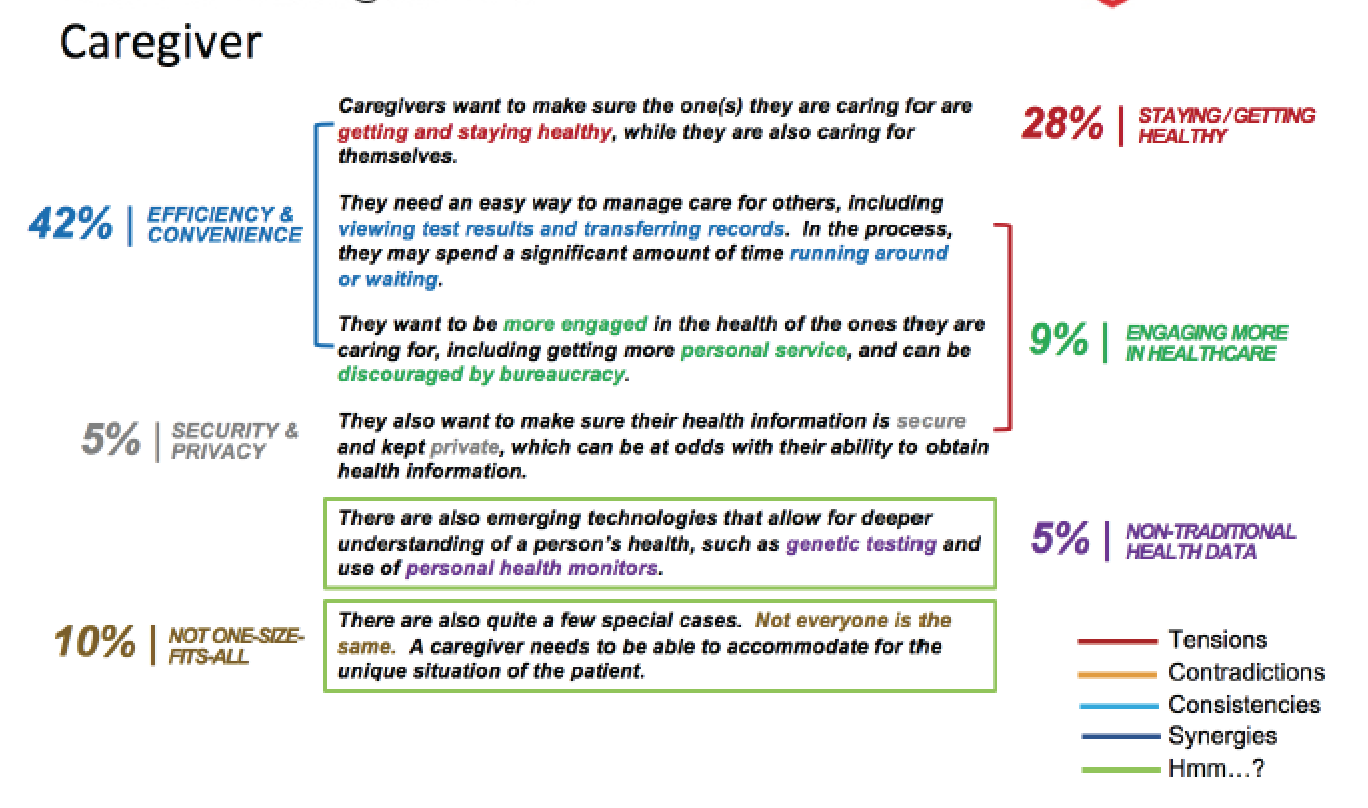 Caregiver
Caregivers want to make sure the one(s) they are caring for are
getting and staying healthy, while they are also caring for
themselves.
28% | STAYING/GETTING
HEALTHY
42% | EFFICIENCY &
CONVENIENCE
They need an easy way to manage care for others, including
viewing test results and transferring records. In the process,
they may spend a significant amount of time running around
or waiting.
They want to be more engaged in the health of the ones they are
caring for, including getting more personal service, and can be
discouraged by bureaucracy.
9% | ENGAGING MORE
IN HEALTHCARE
5% | SECURITY &
PRIVACY
They also want to make sure their health information is secure
and kept private, which can be at odds with their ability to obtain
health information.
There are also emerging technologies that allow for deeper
understanding of a person's health, such as genetic testing and
use of personal health monitors.
5% | NON-TRADITIONAL
HEALTH DATA
10% | NOT ONE-SIZE-
FITS-ALL
There are also quite a few special cases. Not everyone is the
same. A caregiver needs to be able to accommodate for the
unique situation of the patient.
Tensions
Contradictions
Consistencies
Synergies
Hmm...?